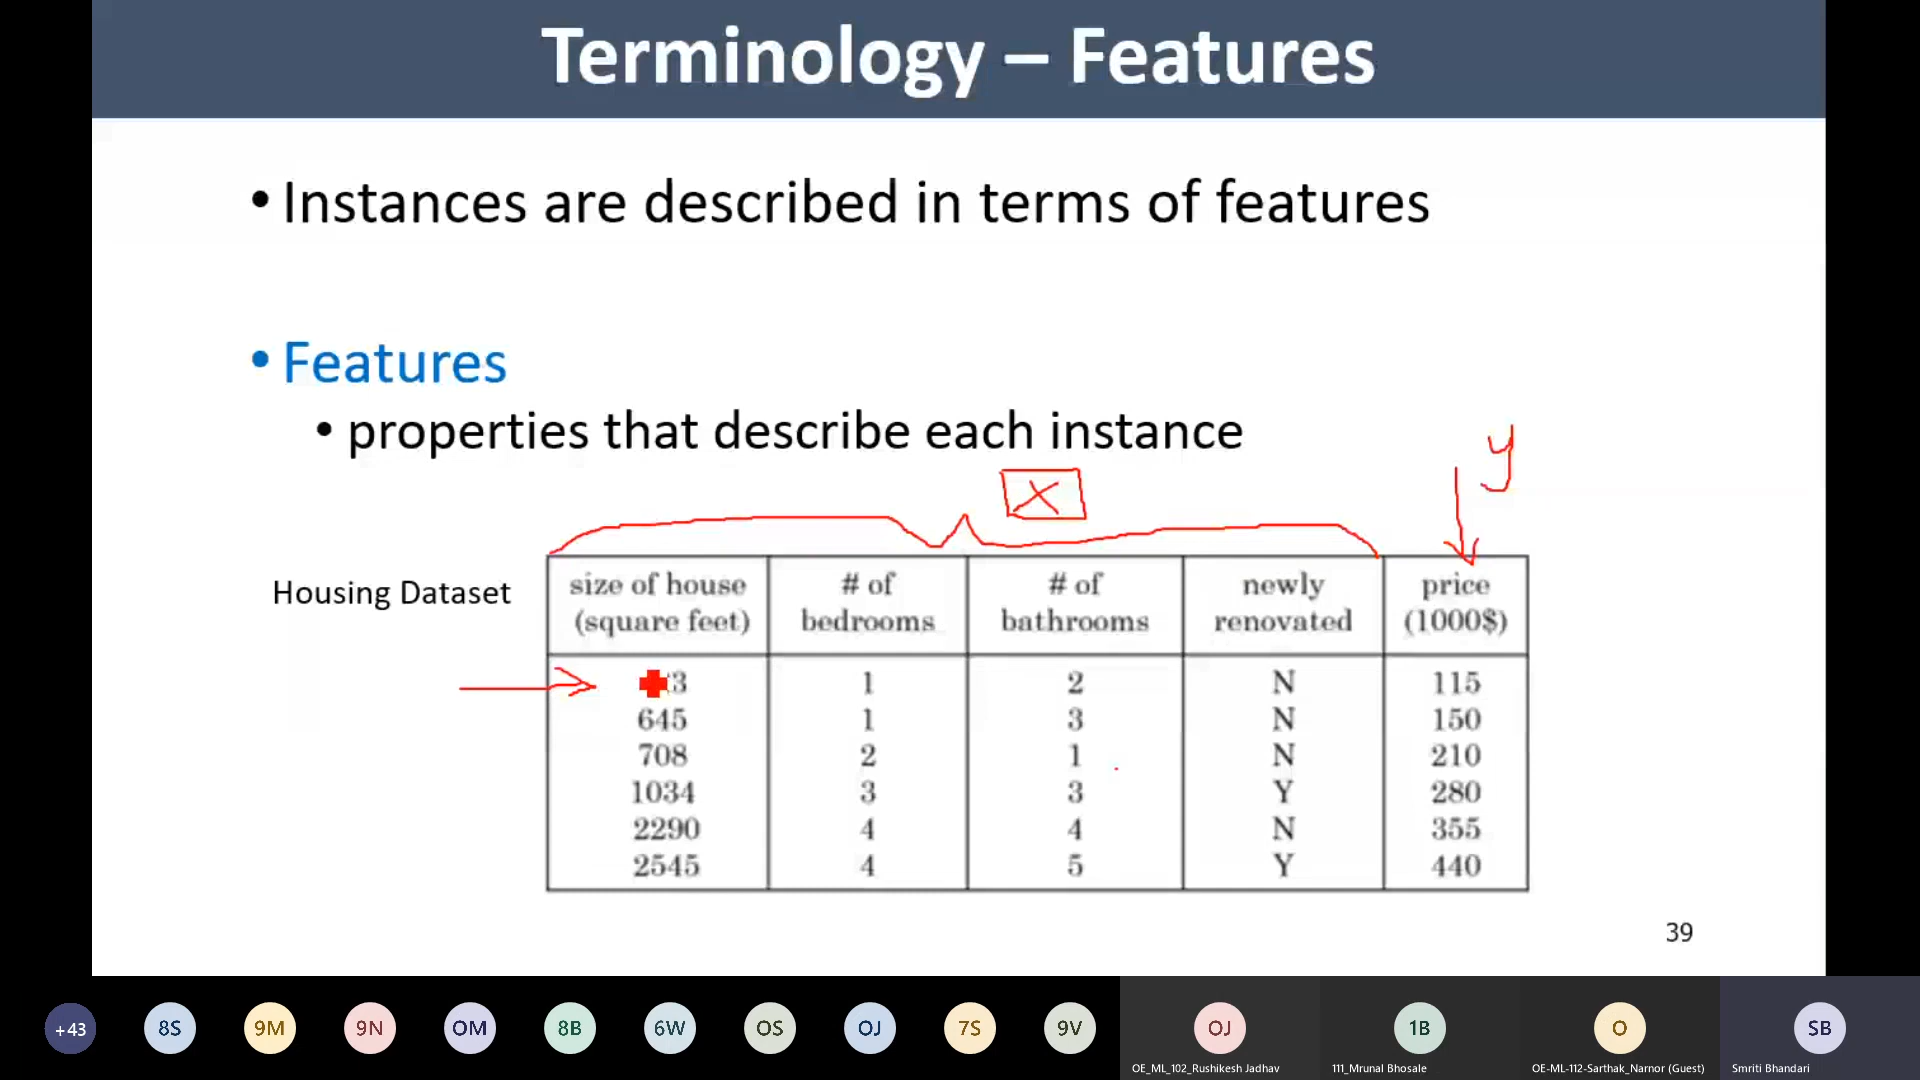 Terminology – Features
• Instances are described in terms of features
• Features
• properties that describe each instance
X
y
Housing Dataset
size of house (square feet) # of bedrooms # of bathrooms newly renovated price (1000$)
1 2 N 115
645 1 3 N 150
708 2 1 N 210
1034 3 3 Y 280
2290 4 4 N 355
2545 4 5 Y 440
39
+43 8S 9M 9N OM 8B 6W OS OJ 7S 9V OJ 1B O SB
OE_ML_102_Rushikesh Jadhav 111_Mrunal Bhosale OE-ML-112-Sarthak_Narnor (Guest) Smriti Bhandari